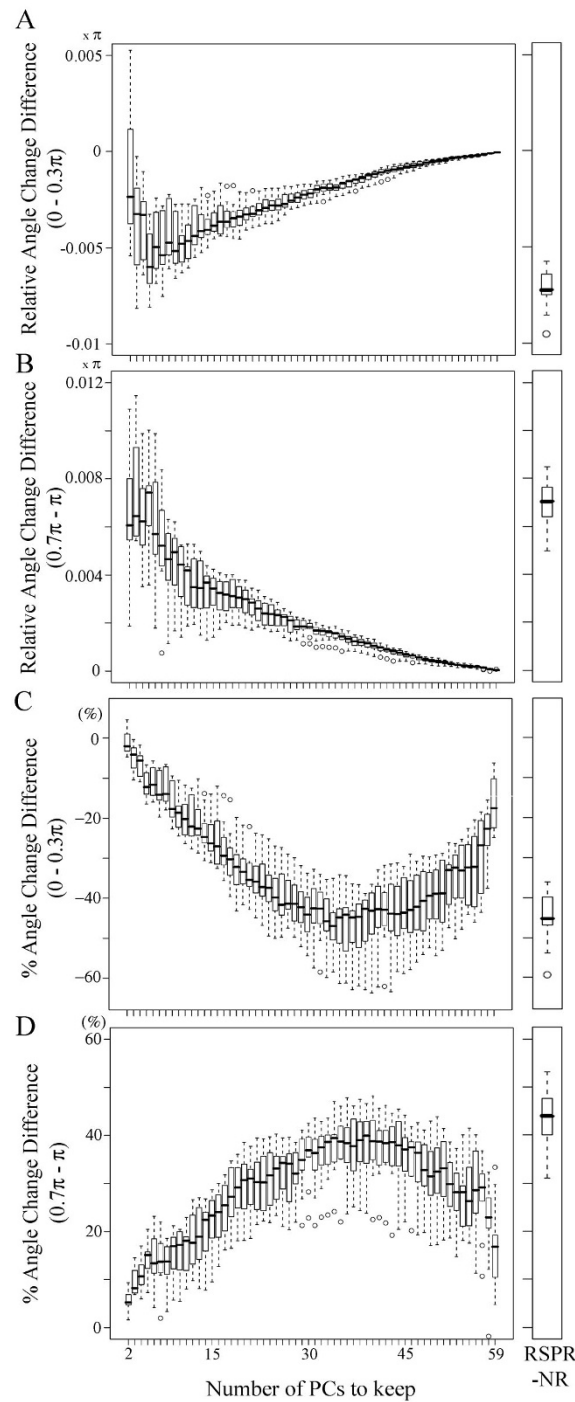 A
x π
0.005
0
-0.005
-0.01
Relative Angle Change Difference
(0 - 0.3π)
B
x π
0.012
0.008
0.004
0
Relative Angle Change Difference
(0.7π - π)
C
(%)
0
−20
−40
−60
% Angle Change Difference
(0 - 0.3π)
D
(%)
60
40
20
0
% Angle Change Difference
(0.7π - π)
2
15
30
45
59
Number of PCs to keep
RSPR
-NR